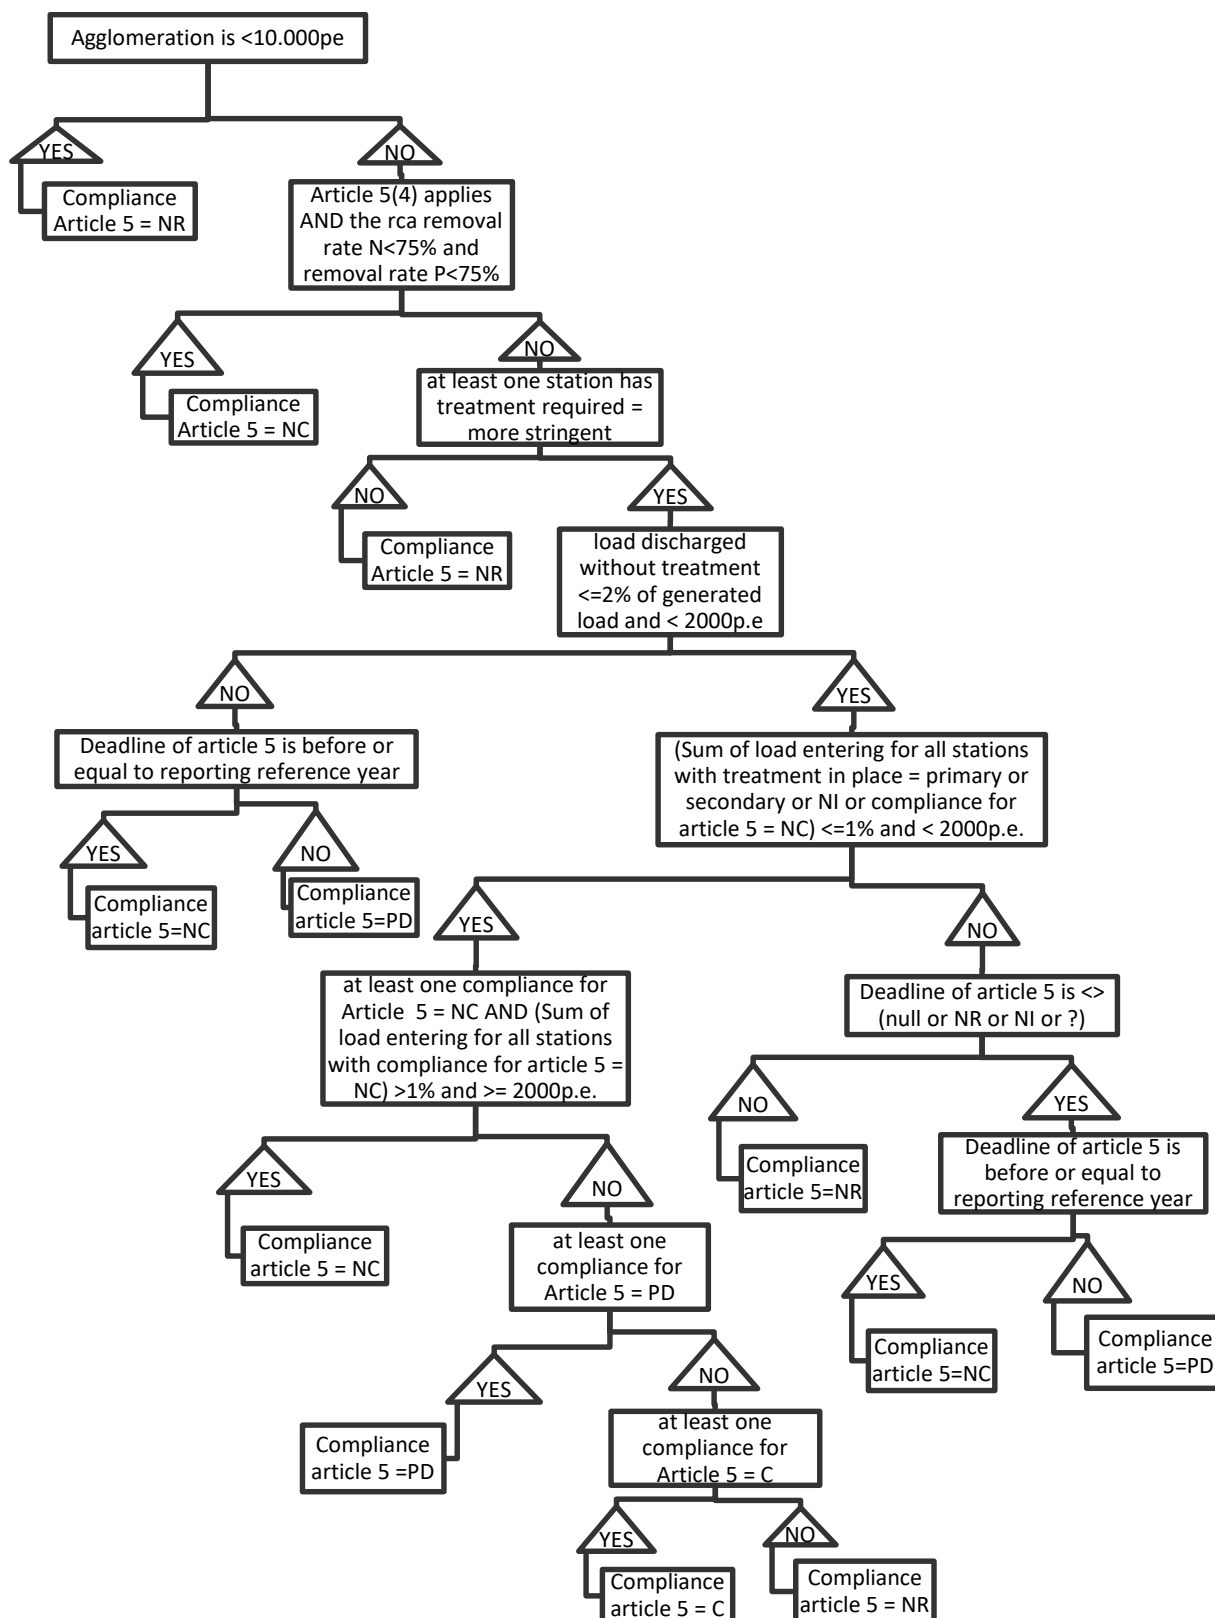 Agglomeration is <10.000pe
YES
NO
Compliance
Article 5 = NR
Article 5(4) applies
AND the rca removal
rate N<75% and
removal rate P<75%
YES
NO
Compliance
Article 5 = NC
at least one station has
treatment required =
more stringent
NO
YES
Compliance
Article 5 = NR
load discharged
without treatment
<=2% of generated
load and < 2000p.e
NO
YES
Deadline of article 5 is before or
equal to reporting reference year
(Sum of load entering for all stations
with treatment in place = primary or
secondary or NI or compliance for
article 5 = NC) <=1% and < 2000p.e.
YES
NO
Compliance
article 5=NC
Compliance
article 5=PD
YES
NO
at least one compliance for
Article  5 = NC AND (Sum of
load entering for all stations
with compliance for article 5 =
NC) >1% and >= 2000p.e.
Deadline of article 5 is <>
(null or NR or NI or ?)
NO
YES
Compliance
article 5=NR
Deadline of article 5 is
before or equal to
reporting reference year
YES
NO
Compliance
article 5 = NC
at least one
compliance for
Article 5 = PD
YES
NO
Compliance
article 5=NC
Compliance
article 5=PD
YES
NO
Compliance
article 5 =PD
at least one
compliance for
Article 5 = C
YES
NO
Compliance
article 5 = C
Compliance
article 5 = NR